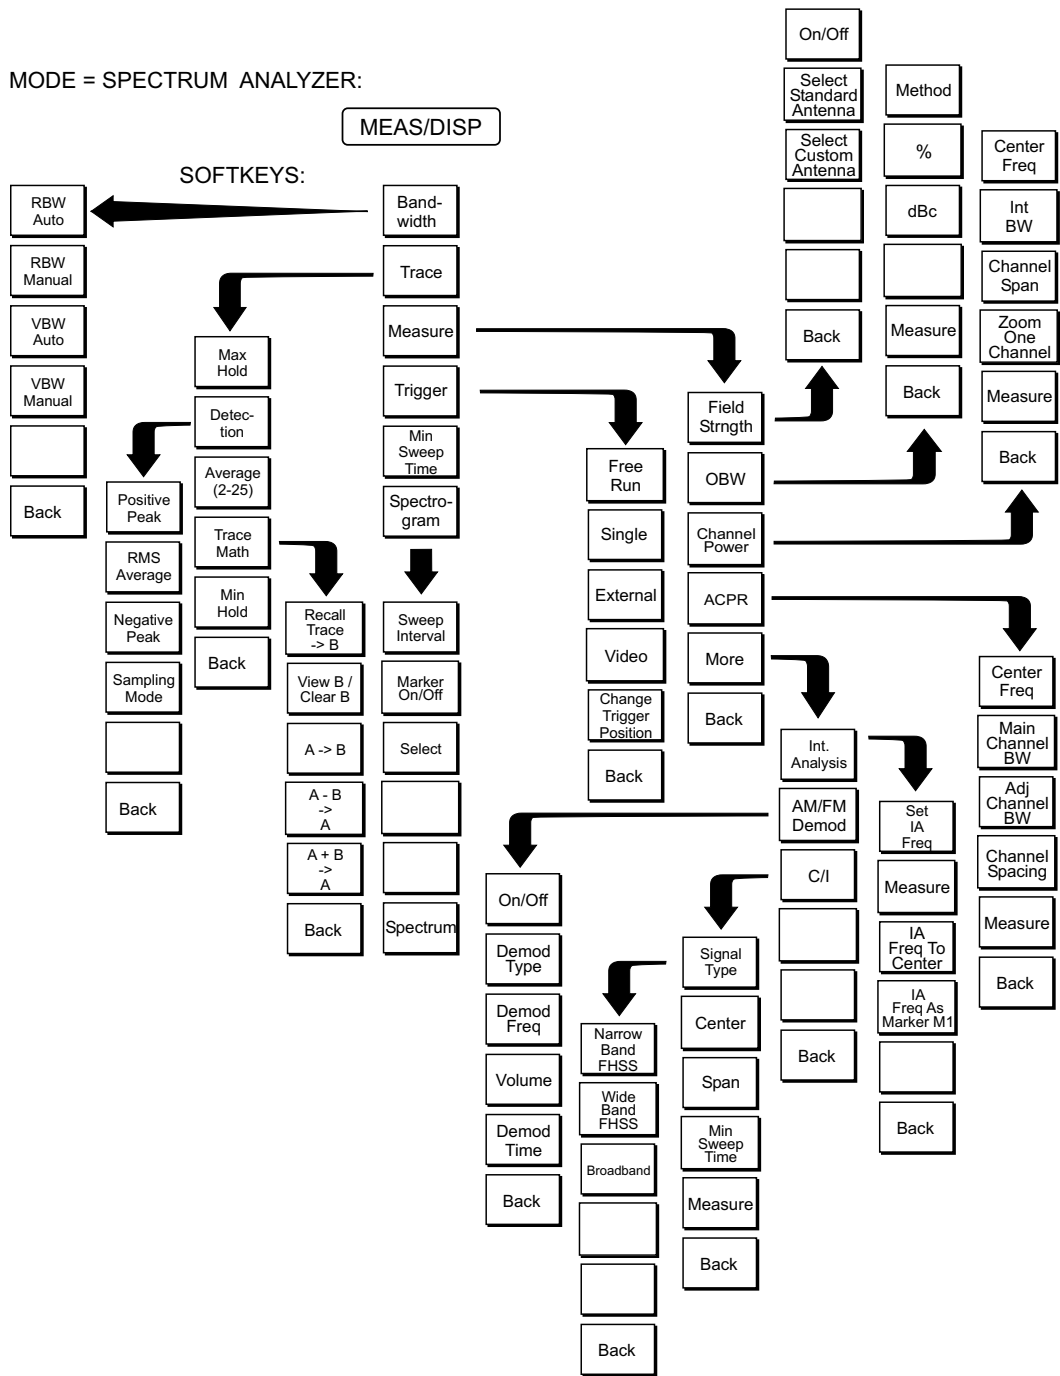 MODE = SPECTRUM ANALYZER:
MEAS/DISP
SOFTKEYS:
Band-
width
Trace
Measure
Trigger
Min
Sweep
Time
Spectro-
gram
RBW
Auto
RBW
Manual
VBW
Auto
VBW
Manual
Back
Max
Hold
Detec-
tion
Average
(2-25)
Trace
Math
Min
Hold
Back
Positive
Peak
RMS
Average
Negative
Peak
Sampling
Mode
Back
Recall
Trace
-> B
View B /
Clear B
A -> B
A - B
->
A
A + B
->
A
Back
Sweep
Interval
Marker
On/Off
Select
Spectrum
Free
Run
Single
External
Video
Change
Trigger
Position
Back
Field
Strngth
OBW
Channel
Power
ACPR
More
Back
On/Off
Select
Standard
Antenna
Select
Custom
Antenna
Back
Method
%
dBc
Measure
Back
Center
Freq
Int
BW
Channel
Span
Zoom
One
Channel
Measure
Back
Center
Freq
Main
Channel
BW
Adj
Channel
BW
Channel
Spacing
Measure
Back
Int.
Analysis
AM/FM
Demod
C/I
Back
Set
IA
Freq
Measure
IA
Freq To
Center
IA
Freq As
Marker M1
Back
On/Off
Demod
Type
Demod
Freq
Volume
Demod
Time
Back
Signal
Type
Center
Span
Min
Sweep
Time
Measure
Back
Narrow
Band
FHSS
Wide
Band
FHSS
Broadband
Back